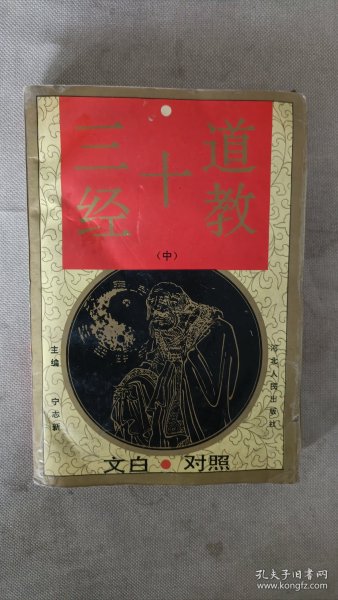 道教
十
三经
（中）
主编 宁志新
河北人民出版社
文白·对照
孔夫子旧书网
www.kongfz.com